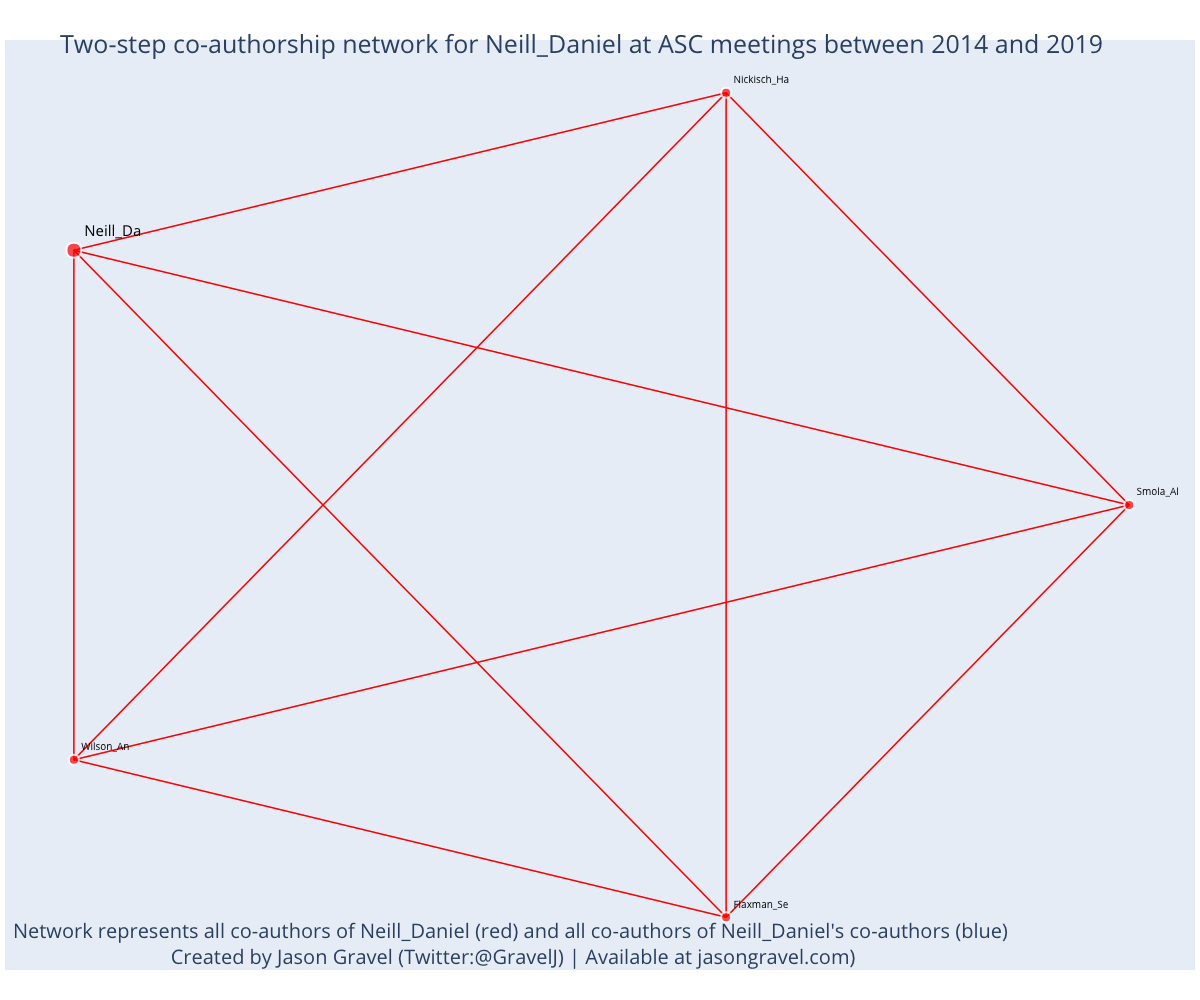 Two-step co-authorship network for Neill_Daniel at ASC meetings between 2014 and 2019
Nickisch_Ha
Neill_Da
Smola_Al
Wilson_An
Flaxman_Se
Network represents all co-authors of Neill_Daniel (red) and all co-authors of Neill_Daniel's co-authors (blue)
Created by Jason Gravel (Twitter:@GravelJ) | Available at jasongravel.com)